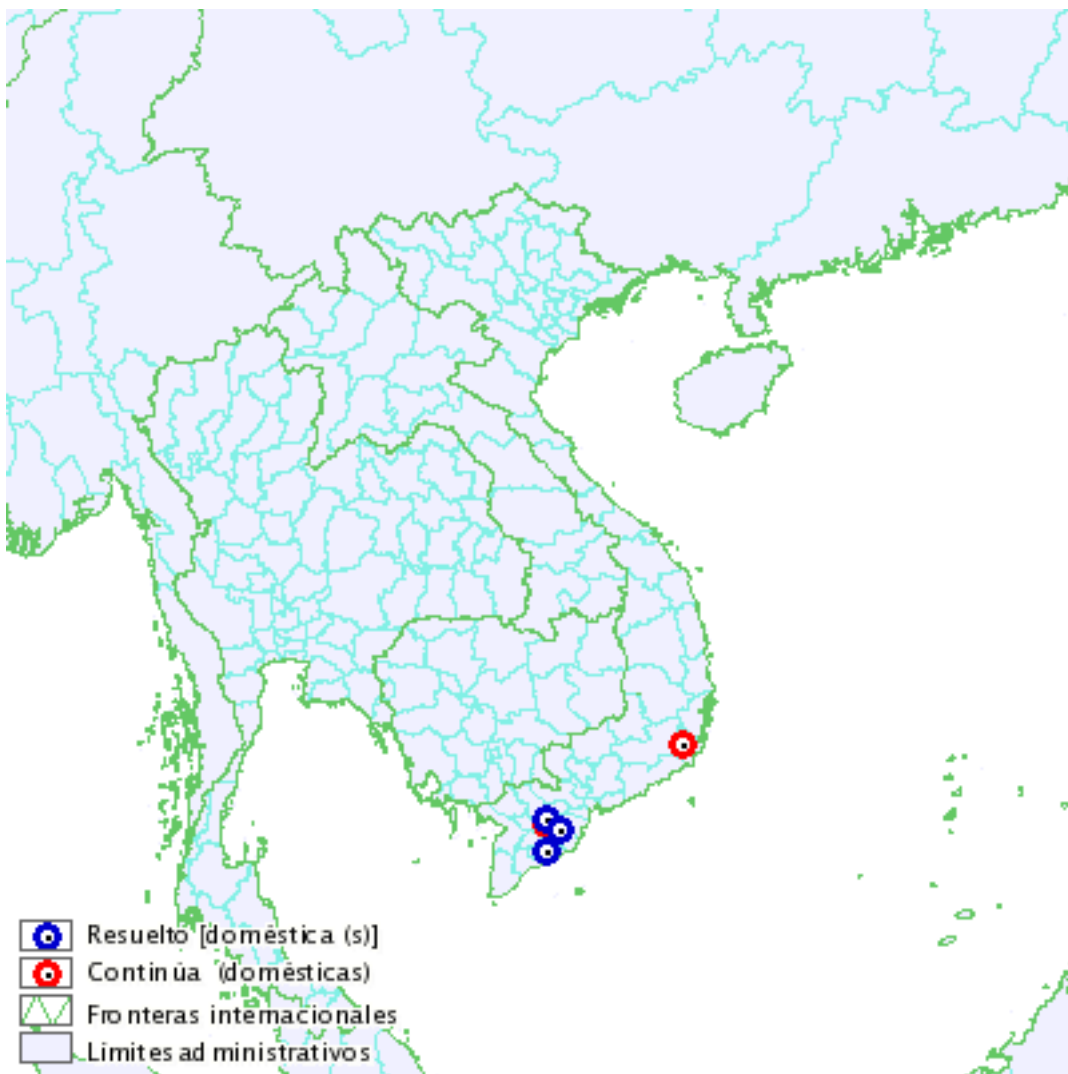 Resuelto [doméstica (s)]
Continúa (domésticas)
Fronteras internacionales
Límites administrativos